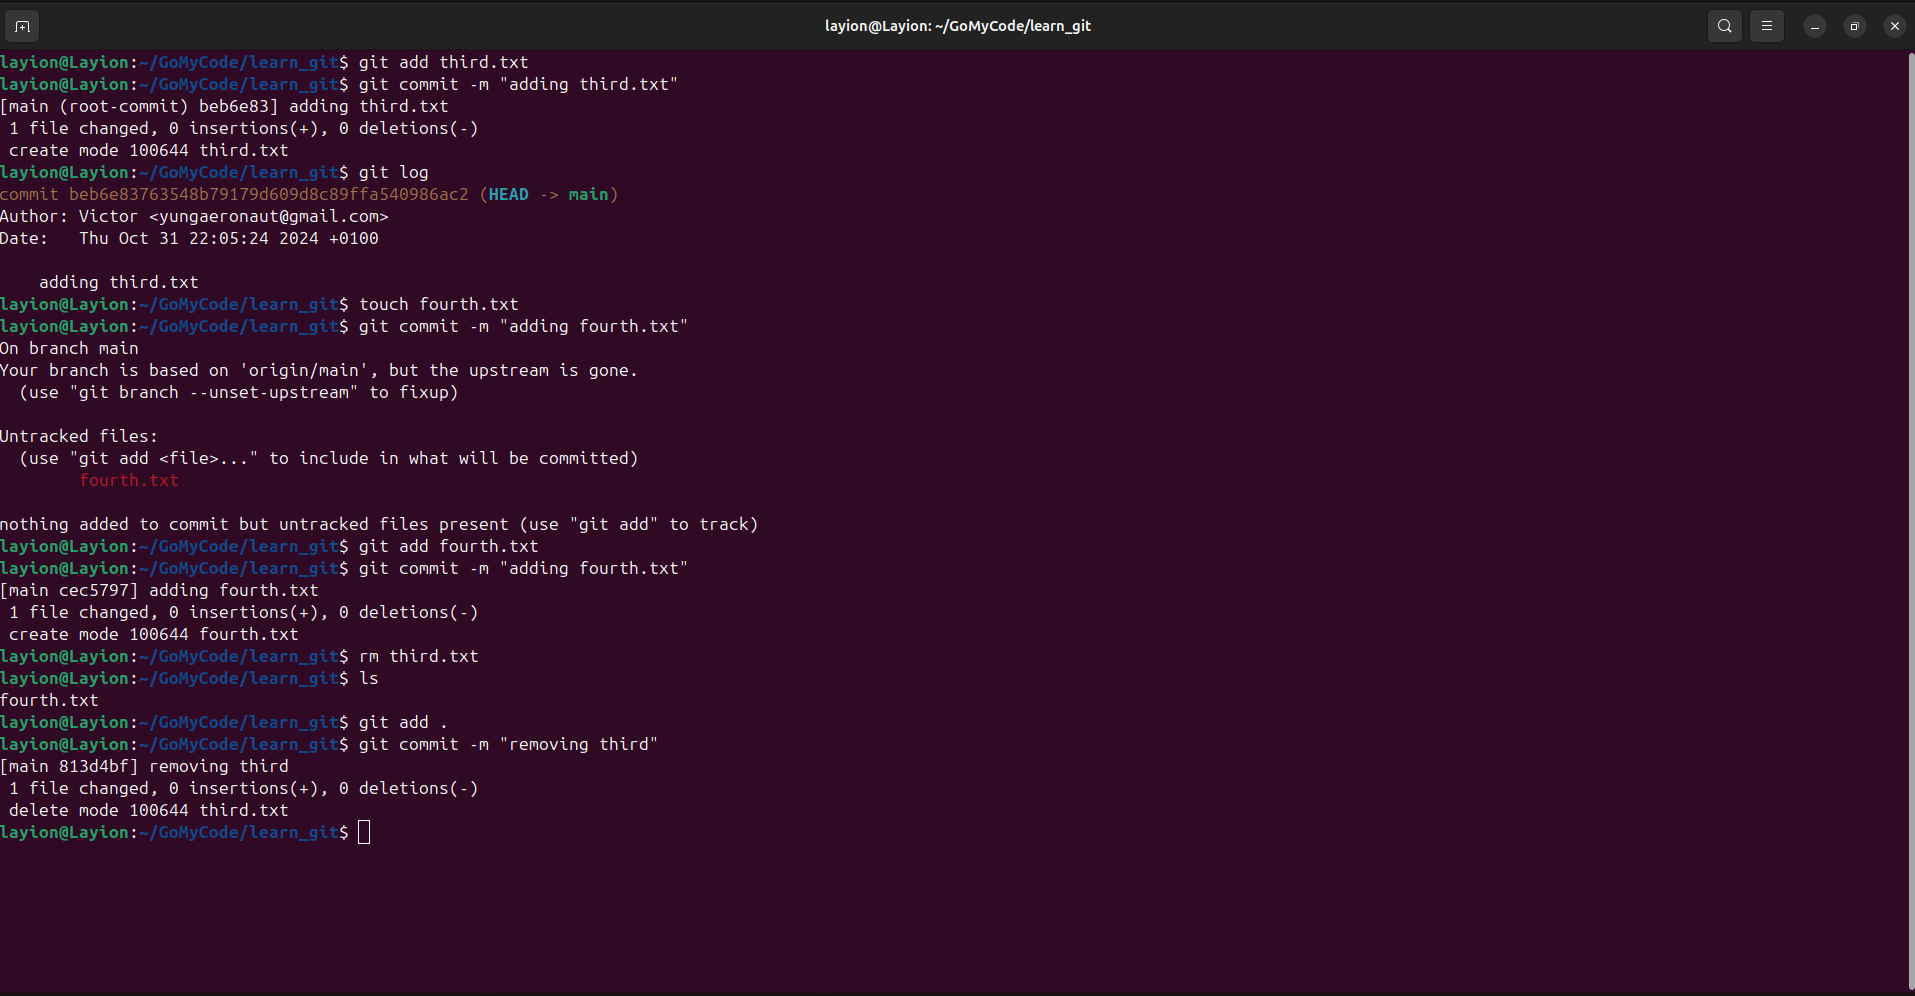 layion@Layion: ~/GoMyCode/learn_git
layion@Layion:~/GoMyCode/learn_git$ git add third.txt
layion@Layion:~/GoMyCode/learn_git$ git commit -m "adding third.txt"
[main (root-commit) beb6e83] adding third.txt
 1 file changed, 0 insertions(+), 0 deletions(-)
 create mode 100644 third.txt
layion@Layion:~/GoMyCode/learn_git$ git log
commit beb6e83763548b79179d609d8c89ffa540986ac2 (HEAD -> main)
Author: Victor <yungaeronaut@gmail.com>
Date:   Thu Oct 31 22:05:24 2024 +0100

    adding third.txt
layion@Layion:~/GoMyCode/learn_git$ touch fourth.txt
layion@Layion:~/GoMyCode/learn_git$ git commit -m "adding fourth.txt"
On branch main
Your branch is based on 'origin/main', but the upstream is gone.
  (use "git branch --unset-upstream" to fixup)

Untracked files:
  (use "git add <file>..." to include in what will be committed)
        fourth.txt

nothing added to commit but untracked files present (use "git add" to track)
layion@Layion:~/GoMyCode/learn_git$ git add fourth.txt
layion@Layion:~/GoMyCode/learn_git$ git commit -m "adding fourth.txt"
[main cec5797] adding fourth.txt
 1 file changed, 0 insertions(+), 0 deletions(-)
 create mode 100644 fourth.txt
layion@Layion:~/GoMyCode/learn_git$ rm third.txt
layion@Layion:~/GoMyCode/learn_git$ ls
fourth.txt
layion@Layion:~/GoMyCode/learn_git$ git add .
layion@Layion:~/GoMyCode/learn_git$ git commit -m "removing third"
[main 813d4bf] removing third
 1 file changed, 0 insertions(+), 0 deletions(-)
 delete mode 100644 third.txt
layion@Layion:~/GoMyCode/learn_git$